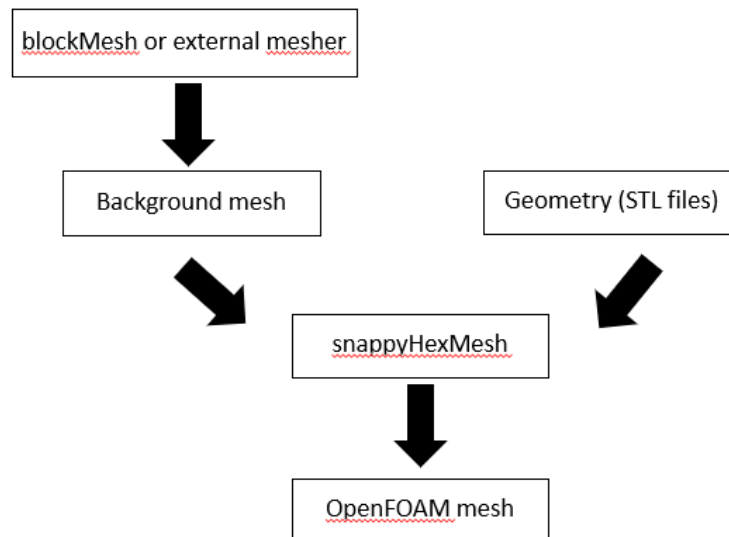 blockMesh or external mesher
Background mesh
Geometry (STL files)
snappyHexMesh
OpenFOAM mesh